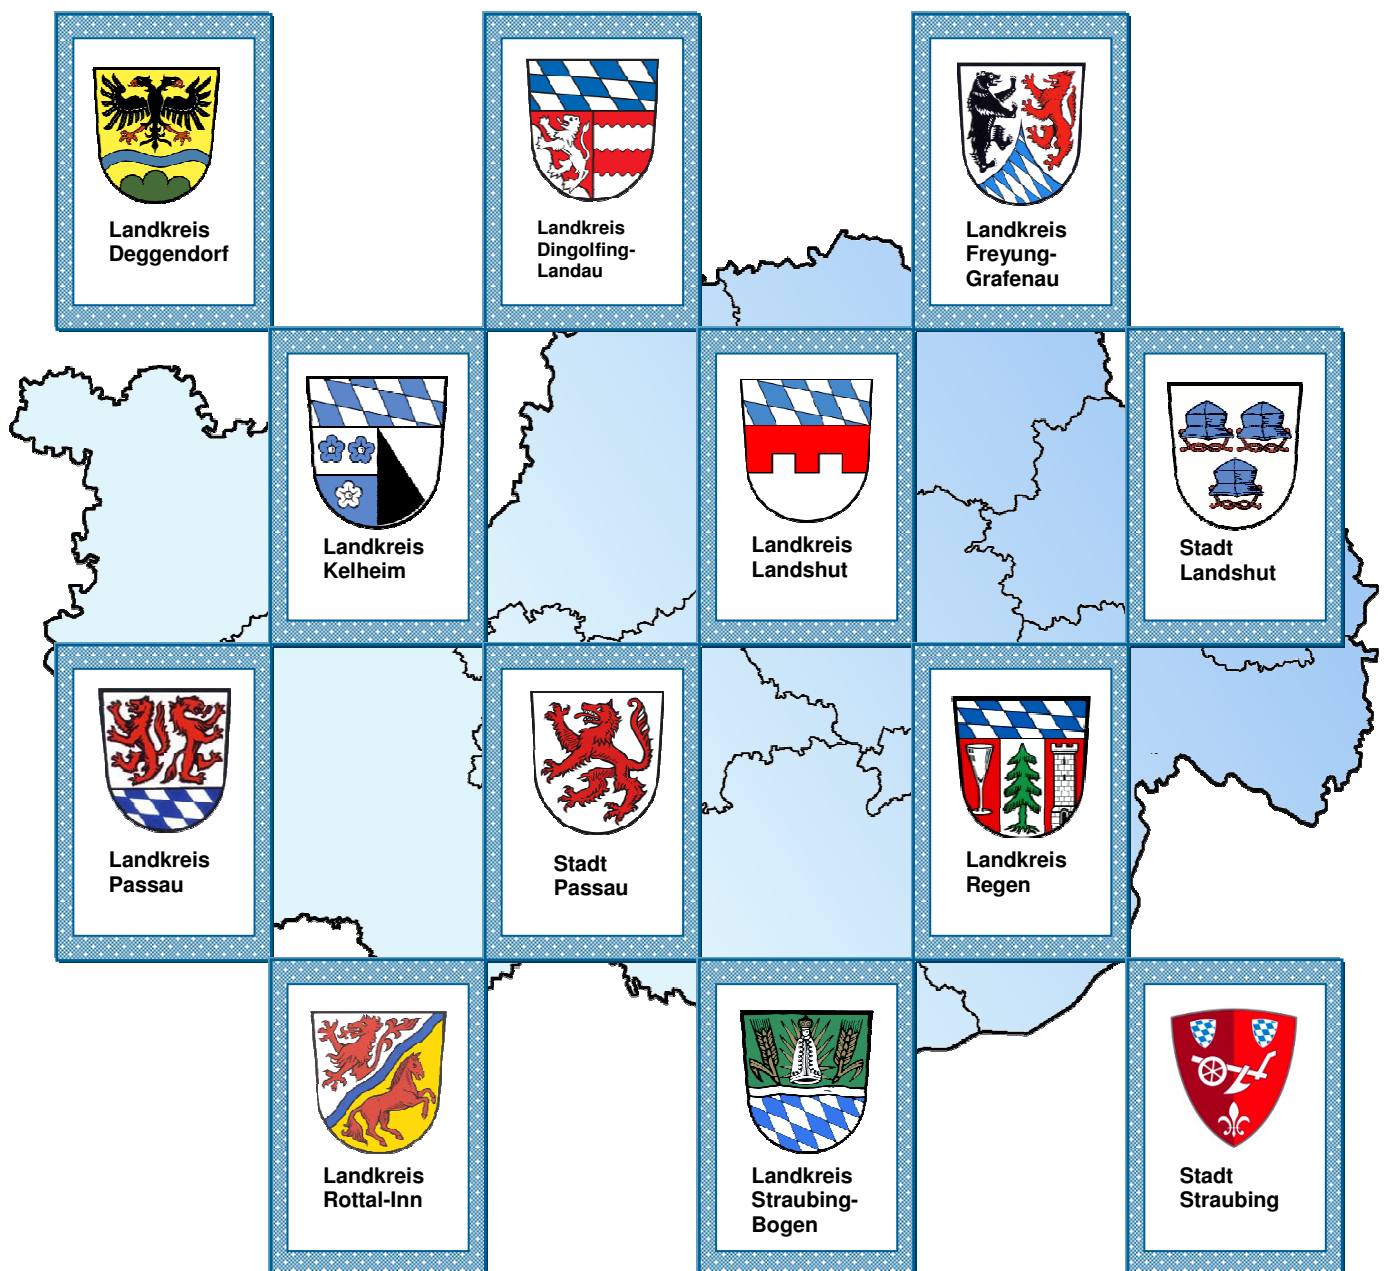 Landkreis
Deggendorf
Landkreis
Dingolfing-
Landau
Landkreis
Freyung-
Grafenau
Landkreis
Kelheim
Landkreis
Landshut
Stadt
Landshut
Landkreis
Passau
Stadt
Passau
Landkreis
Regen
Landkreis
Rottal-Inn
Landkreis
Straubing-
Bogen
Stadt
Straubing